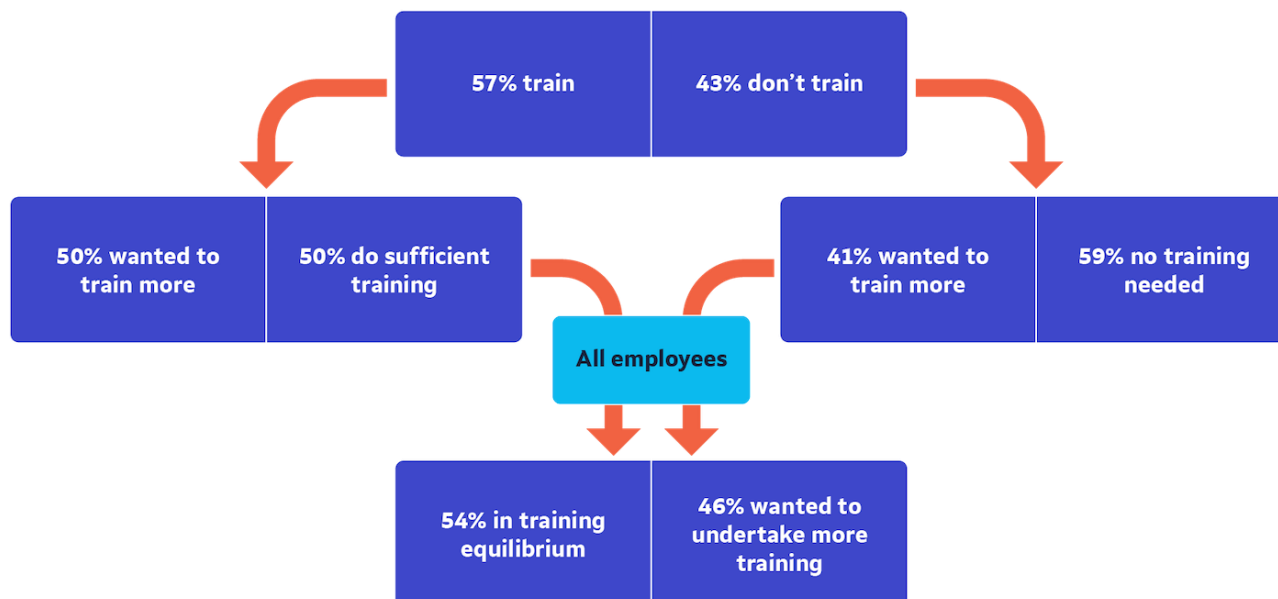 57% train
43% don’t train
50% wanted to
train more
50% do sufficient
training
41% wanted to
train more
59% no training
needed
All employees
54% in training
equilibrium
46% wanted to
undertake more
training